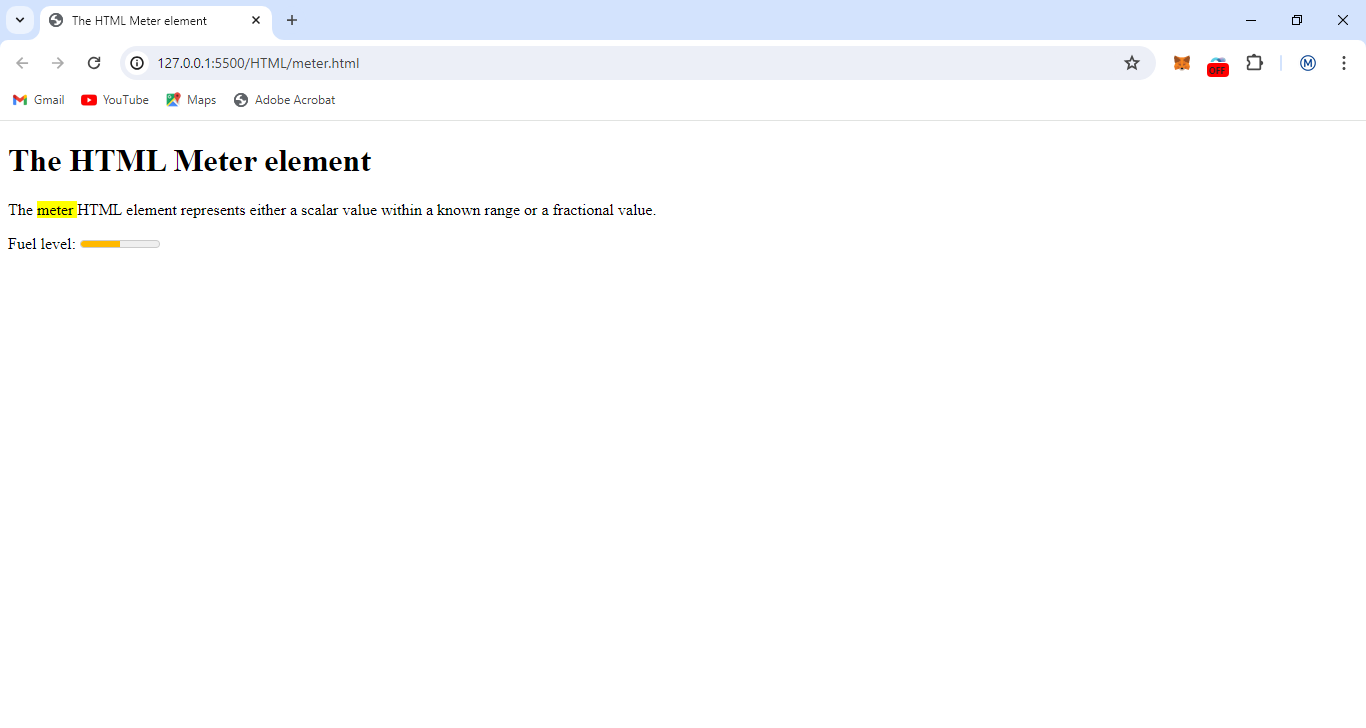 The HTML Meter element
127.0.0.1:5500/HTML/meter.html
OFF
M
Gmail YouTube Maps Adobe Acrobat
The HTML Meter element
The meter HTML element represents either a scalar value within a known range or a fractional value.
Fuel level: